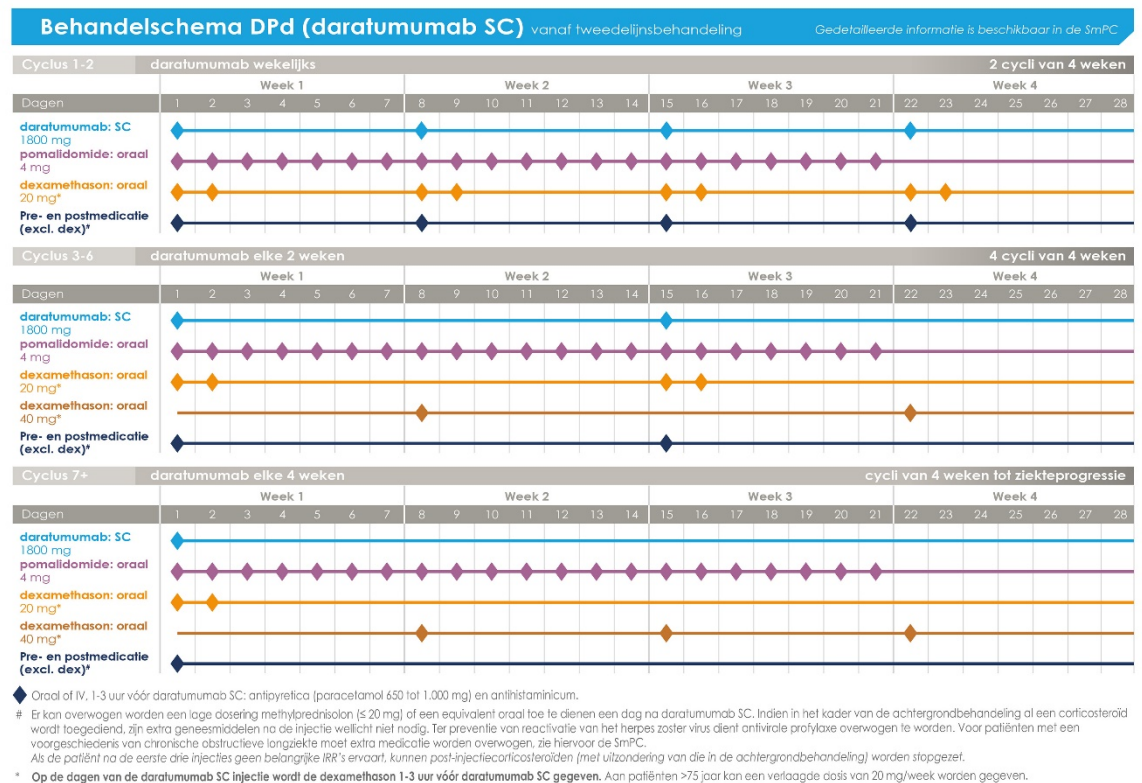 Behandelschema DPd (daratumumab SC) vanaf tweedelijnsbehandeling Gedetailleerde informatie is beschikbaar in de SmPC
Cyclus 1-2 daratumumab wekelijks 2 cycli van 4 weken
Week 1 Week 2 Week 3 Week 4
Dagen 1 2 3 4 5 6 7 8 9 10 11 12 13 14 15 16 17 18 19 20 21 22 23 24 25 26 27 28
daratumumab: SC
1800 mg
pomalidomide: oraal
4 mg
dexamethason: oraal
20 mg*
Pre- en postmedicatie
(excl. dex)#
Cyclus 3-6 daratumumab elke 2 weken 4 cycli van 4 weken
Week 1 Week 2 Week 3 Week 4
Dagen 1 2 3 4 5 6 7 8 9 10 11 12 13 14 15 16 17 18 19 20 21 22 23 24 25 26 27 28
daratumumab: SC
1800 mg
pomalidomide: oraal
4 mg
dexamethason: oraal
20 mg*
dexamethason: oraal
40 mg*
Pre- en postmedicatie
(excl. dex)#
Cyclus 7+ daratumumab elke 4 weken cycli van 4 weken tot ziekteprogressie
Week 1 Week 2 Week 3 Week 4
Dagen 1 2 3 4 5 6 7 8 9 10 11 12 13 14 15 16 17 18 19 20 21 22 23 24 25 26 27 28
daratumumab: SC
1800 mg
pomalidomide: oraal
4 mg
dexamethason: oraal
20 mg*
dexamethason: oraal
40 mg*
Pre- en postmedicatie
(excl. dex)#
Oraal of IV, 1-3 uur vóór daratumumab SC: antipyretica (paracetamol 650 tot 1.000 mg) en antihistaminicum.
# Er kan overwogen worden een lage dosering methylprednisolon (≤ 20 mg) of een equivalent oraal toe te dienen een dag na daratumumab SC. Indien in het kader van de achtergrondbehandeling al een corticosteroïd
wordt toegediend, zijn extra geneesmiddelen na de injectie wellicht niet nodig. Ter preventie van reactivatie van het herpes zoster virus dient antivirale profylaxe overwogen te worden. Voor patiënten met een
voorgeschiedenis van chronische obstructieve longziekte moet extra medicatie worden overwogen, zie hiervoor de SmPC.
Als de patiënt na de eerste drie injecties geen belangrijke IRR's ervaart, kunnen post-injectiecorticosteroïden (met uitzondering van die in de achtergrondbehandeling) worden stopgezet.
* Op de dagen van de daratumumab SC injectie wordt de dexamethason 1-3 uur vóór daratumumab SC gegeven. Aan patiënten >75 jaar kan een verlaagde dosis van 20 mg/week worden gegeven.